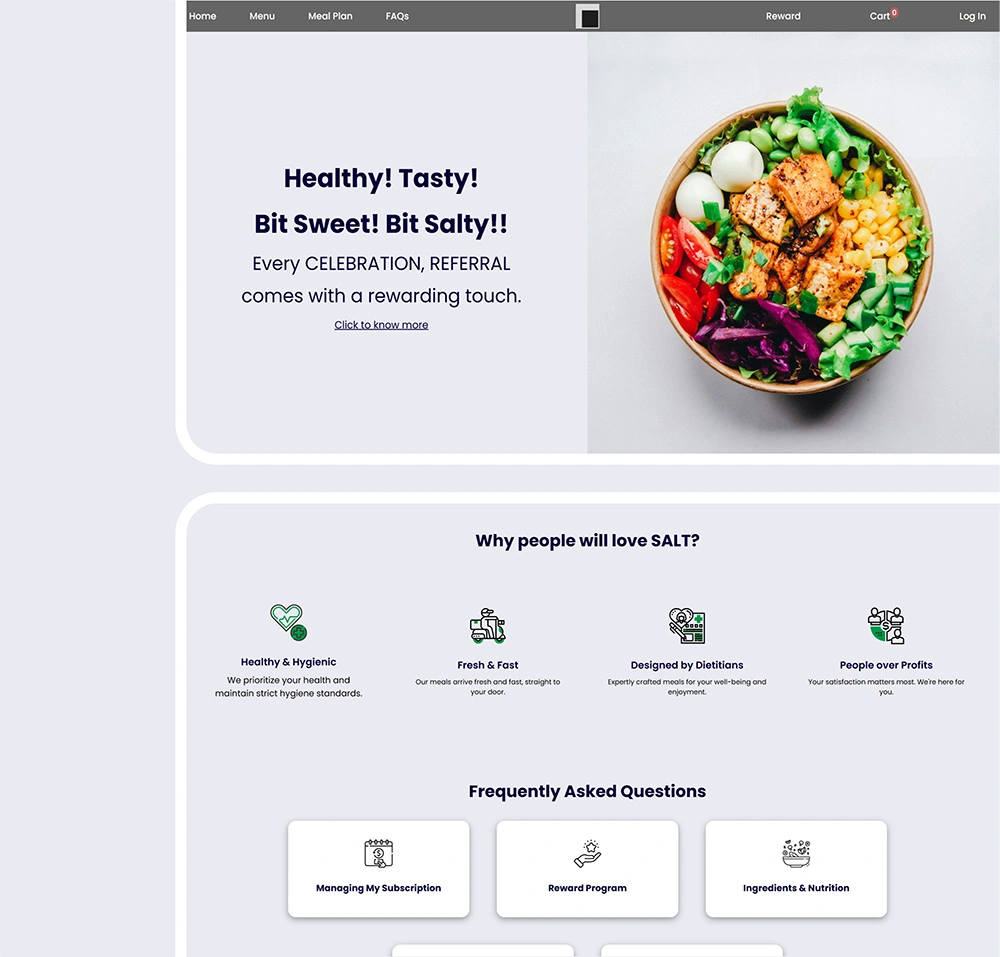 Home Menu Meal Plan FAQs Reward Cart 0 Log In
Healthy! Tasty!
Bit Sweet! Bit Salty!!
Every CELEBRATION, REFERRAL
comes with a rewarding touch.
Click to know more
Why people will love SALT?
Healthy & Hygienic
We prioritize your health and
maintain strict hygiene standards.
Fresh & Fast
Our meals arrive fresh and fast, straight to
your door.
Designed by Dietitians
Expertly crafted meals for your well-being and
enjoyment.
People over Profits
Your satisfaction matters most. We're here for
you.
Frequently Asked Questions
Managing My Subscription
Reward Program
Ingredients & Nutrition